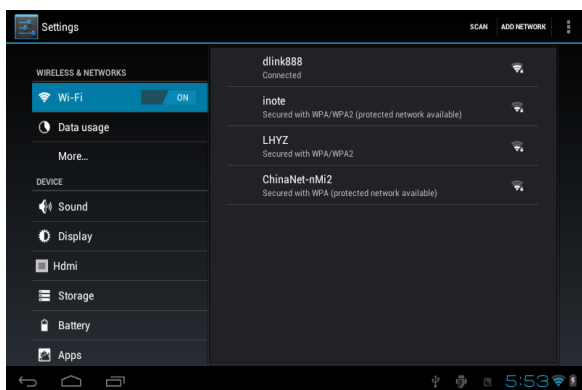 Settings
SCAN
ADD NETWORK
WIRELESS & NETWORKS
Wi-Fi
ON
Data usage
More...
DEVICE
Sound
Display
Hdmi
Storage
Battery
Apps
dlink888
Connected
inote
Secured with WPA/WPA2 (protected network available)
LHYZ
Secured with WPA/WPA2
ChinaNet-nMi2
Secured with WPA (protected network available)
5:53